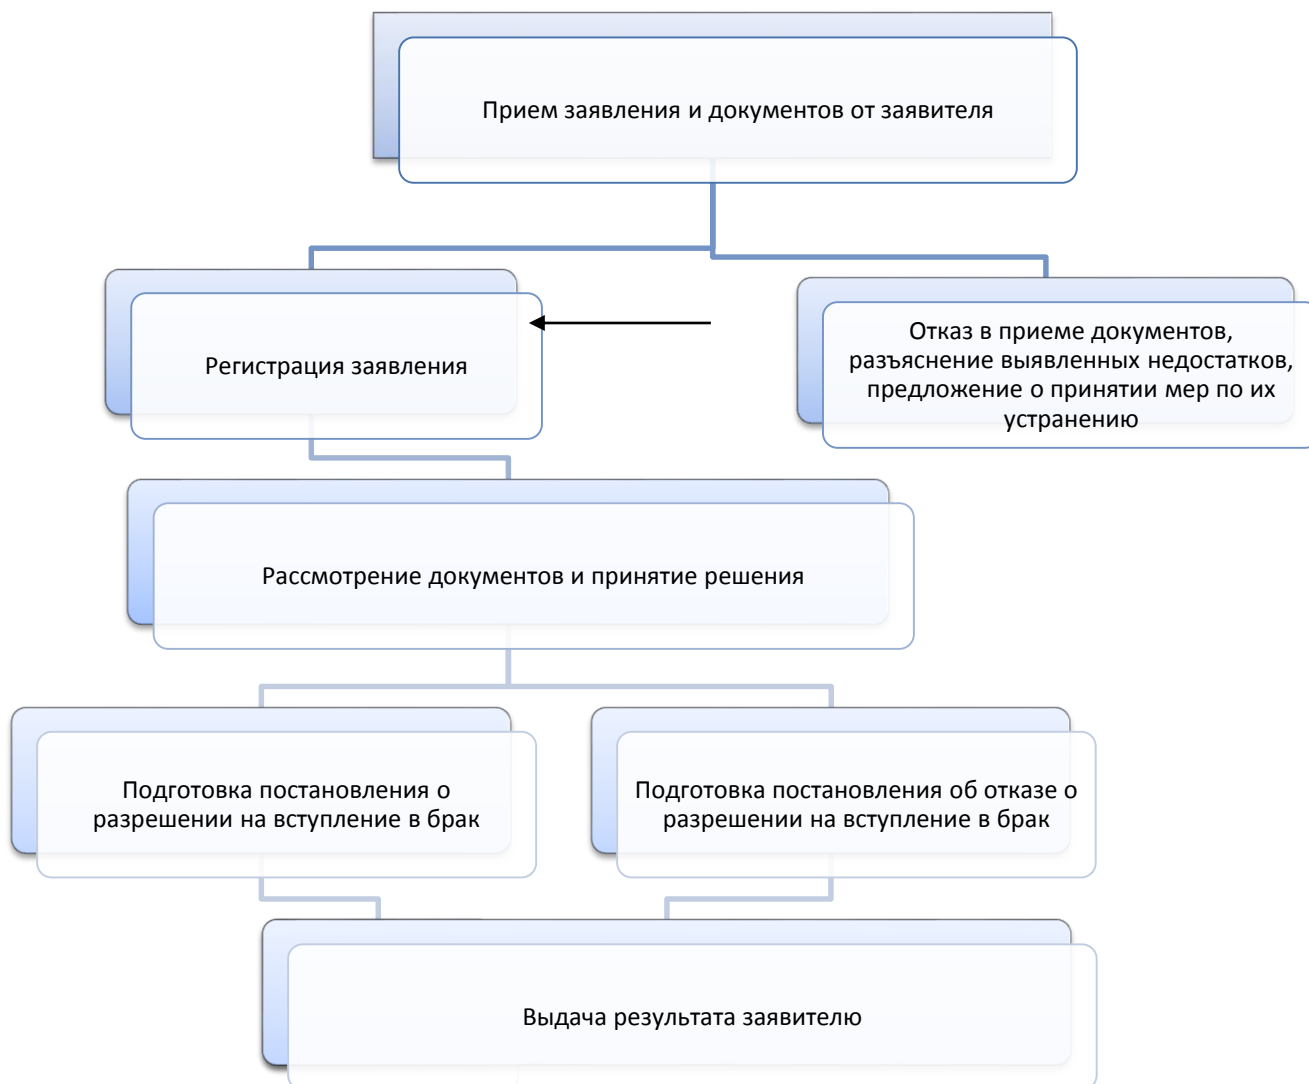 Прием заявления и документов от заявителя
Регистрация заявления
Отказ в приеме документов,
разъяснение выявленных недостатков,
предложение о принятии мер по их
устранению
Рассмотрение документов и принятие решения
Подготовка постановления о
разрешении на вступление в брак
Подготовка постановления об отказе о
разрешении на вступление в брак
Выдача результата заявителю